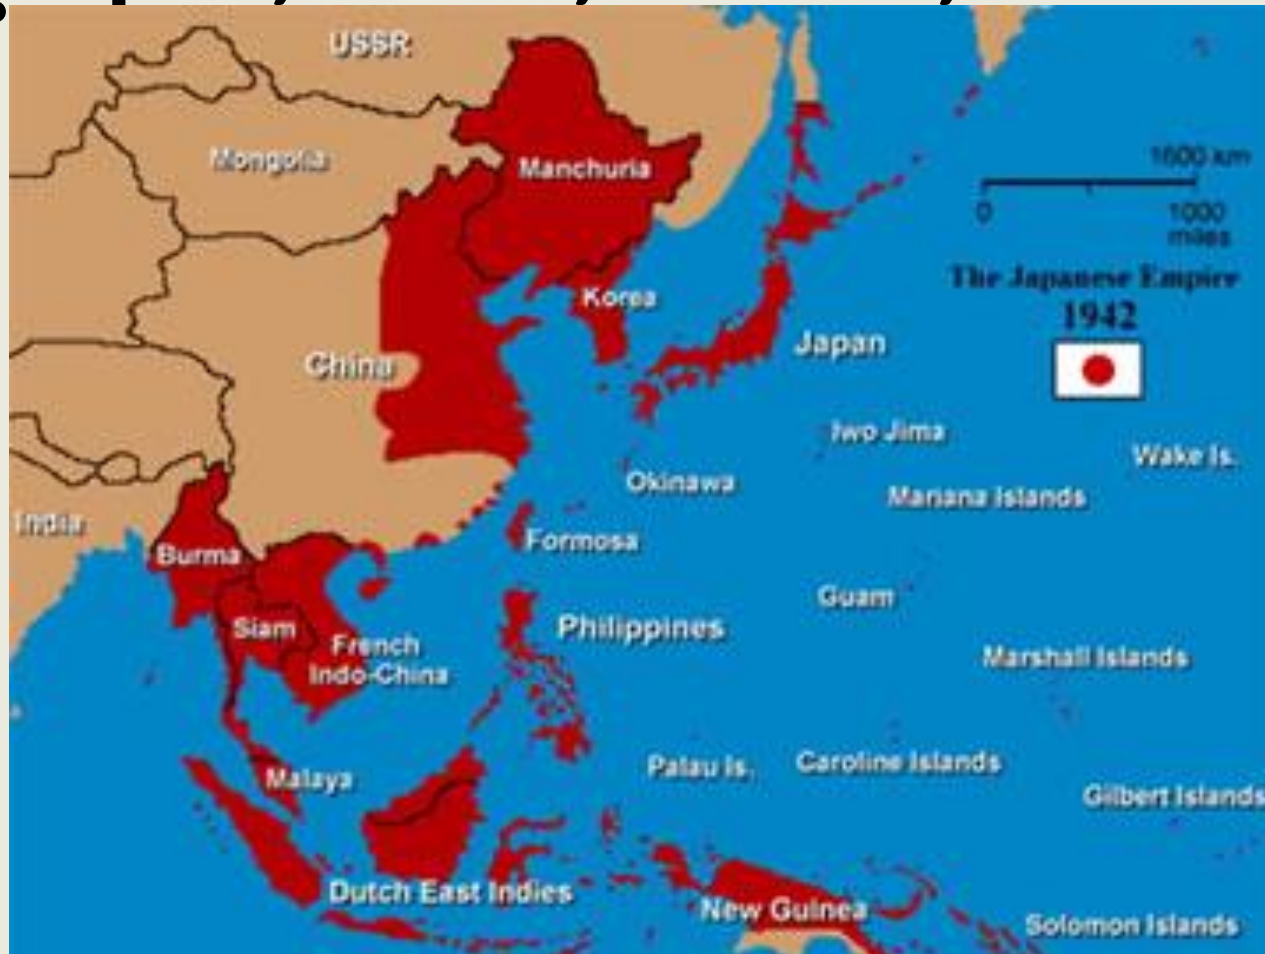 USSR
Mongolia
Manchuria
1600 km
0
1000
miles
The Japanese Empire
1942
Korea
Japan
China
Iwo Jima
Wake Is.
Okinawa
Mariana Islands
India
Burma
Formosa
Guam
Siam
Philippines
French
Indo-China
Marshall Islands
Malaya
Palau Is.
Caroline Islands
Gilbert Islands
Dutch East Indies
New Guinea
Solomon Islands